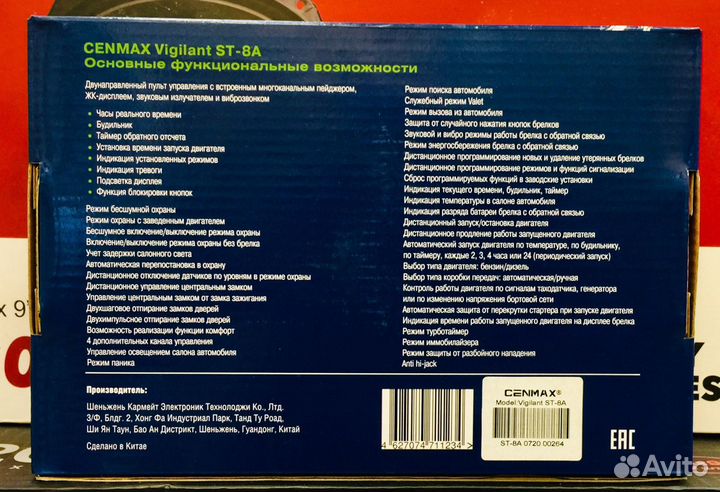 CENMAX Vigilant ST-8A
Основные функциональные возможности
Двунаправленный пульт управления с встроенным многоканальным пейджером,
ЖК-дисплеем, звуковым излучателем и виброзвонком
• Часы реального времени
• Будильник
• Таймер обратного отсчета
• Установка времени запуска двигателя
• Индикация установленных режимов
• Индикация тревоги
• Подсветка дисплея
• Функция блокировки кнопок
Режим бесшумной охраны
Режим охраны с заведенным двигателем
Бесшумное включение/выключение режима охраны
Включение/выключение режима охраны без брелка
Учет задержки салонного света
Автоматическая перепостановка в охрану
Дистанционное отключение датчиков по уровням в режиме охраны
Дистанционное управление центральным замком
Управление центральным замком от замка зажигания
Двухшаговое отпирание замков дверей
Двухимпульсное отпирание замков дверей
Возможность реализации функции комфорт
4 дополнительных канала управления
Управление освещением салона автомобиля
Режим паника
Режим поиска автомобиля
Служебный режим Valet
Режим вызова из автомобиля
Защита от случайного нажатия кнопок брелков
Звуковой и вибро режимы работы брелка с обратной связью
Режим энергосбережения брелка с обратной связью
Дистанционное программирование новых и удаление утерянных брелков
Дистанционное программирование режимов и функций сигнализации
Сброс программируемых функций в заводские установки
Индикация текущего времени, будильник, таймер
Индикация температуры в салоне автомобиля
Индикация разряда батареи брелка с обратной связью
Дистанционный запуск/остановка двигателя
Дистанционное продление работы запущенного двигателя
Автоматический запуск двигателя по температуре, по будильнику,
по таймеру, каждые 2, 3, 4 часа или 24 (периодический запуск)
Выбор типа двигателя: бензин/дизель
Выбор типа коробки передач: автоматическая/ручная
Контроль работы двигателя по сигналам таходатчика, генератора
или по изменению напряжения бортовой сети
Автоматическая защита от перекрутки стартера при запуске двигателя
Индикация времени работы запущенного двигателя на дисплее брелка
Режим турботаймер
Режим иммобилайзера
Режим защиты от разбойного нападения
Anti hi-jack
Производитель:
Шеньжень Кармейт Электроник Технолоджи Ко., Лтд.
3/Ф, Блдг. 2, Хонг Фа Индустриал Парк, Танд Ту Роад,
Ши Ян Таун, Бао Ан Дистрикт, Шеньжень, Гуандонг, Китай
Сделано в Китае
4 627074 711234 >
CENMAX®
Model:Vigilant ST-8A
ST-8A 0720 00264
EAC
Avito